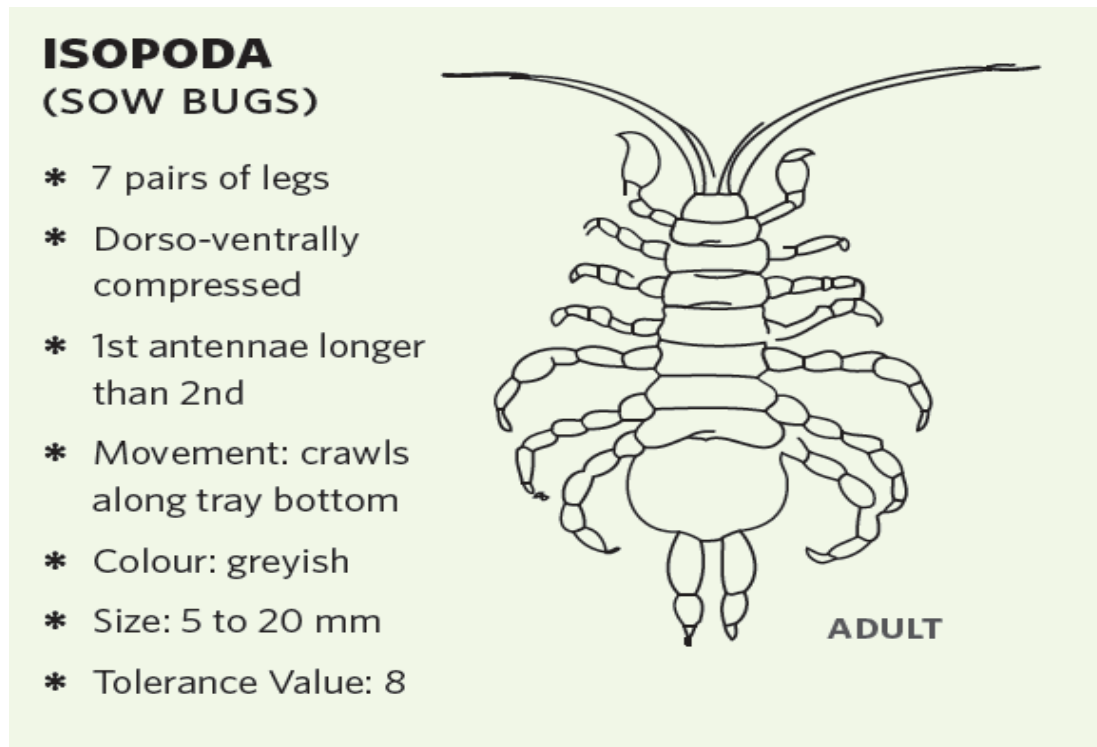 ISOPODA
(SOW BUGS)
* 7 pairs of legs
* Dorso-ventrally
compressed
* 1st antennae longer
than 2nd
* Movement: crawls
along tray bottom
* Colour: greyish
* Size: 5 to 20 mm
* Tolerance Value: 8
ADULT